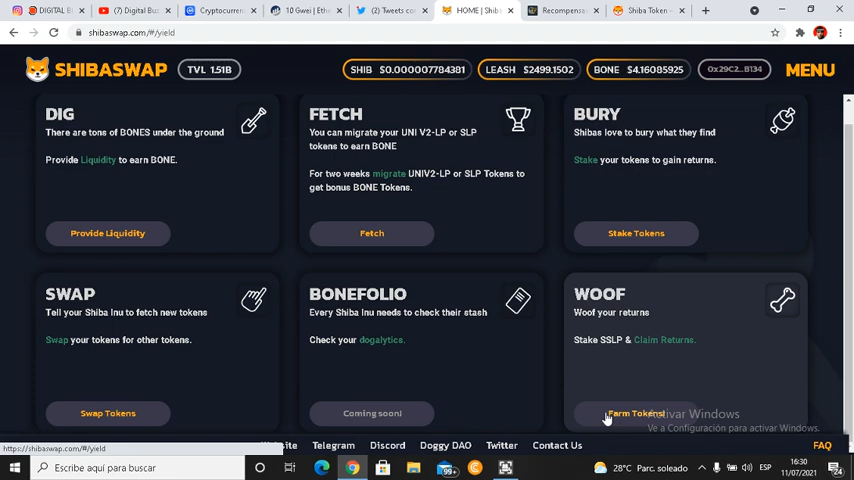 DIGITAL B
Digital Bu
Cryptocurren
10 Gwei | Eth
(2) Tweets co
HOME | Shib
Recompensa
Shiba Token
shibaswap.com/#/yield
SHIBASWAP
TVL 1.51B
SHIB $0.000007784381
LEASH $2499.1502
BONE $4.16085925
0x29C2...B134
MENU
DIG
There are tons of BONES under the ground
Provide Liquidity to earn BONE.
Provide Liquidity
FETCH
You can migrate your UNI V2-LP or SLP
tokens to earn BONE
For two weeks migrate UNIV2-LP or SLP Tokens to
get bonus BONE Tokens.
Fetch
BURY
Shibas love to bury what they find
Stake your tokens to gain returns.
Stake Tokens
SWAP
Tell your Shiba Inu to fetch new tokens
Swap your tokens for other tokens.
Swap Tokens
BONEFOLIO
Every Shiba Inu needs to check their stash
Check your dogalytics.
Coming soon!
WOOF
Woof your returns
Stake SSLP & Claim Returns.
Farm Tokens!
Activar Windows
Ve a Configuración para activar Windows.
https://shibaswap.com/#/yield
site
Telegram
Discord
Doggy DAO
Twitter
Contact Us
FAQ
Escribe aquí para buscar
99+
28°C Parc. soleado
ESP
16:30
11/07/2021
24